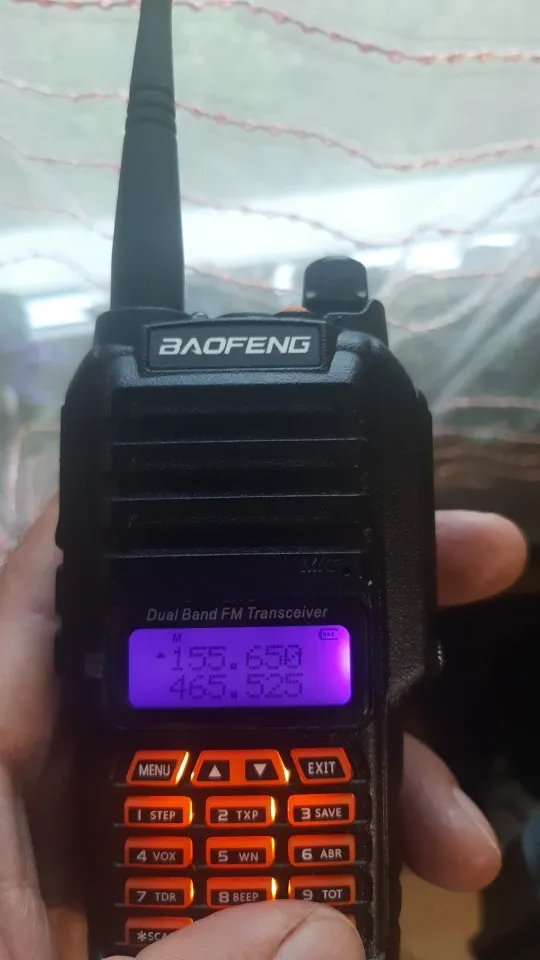 BAOFENG
Dual Band FM Transceiver
M
155.650
465.525
MENU ▲ ▼ EXIT
1 STEP 2 TXP 3 SAVE
4 VOX 5 WN 6 ABR
7 TDR 8 BEEP 9 TOT